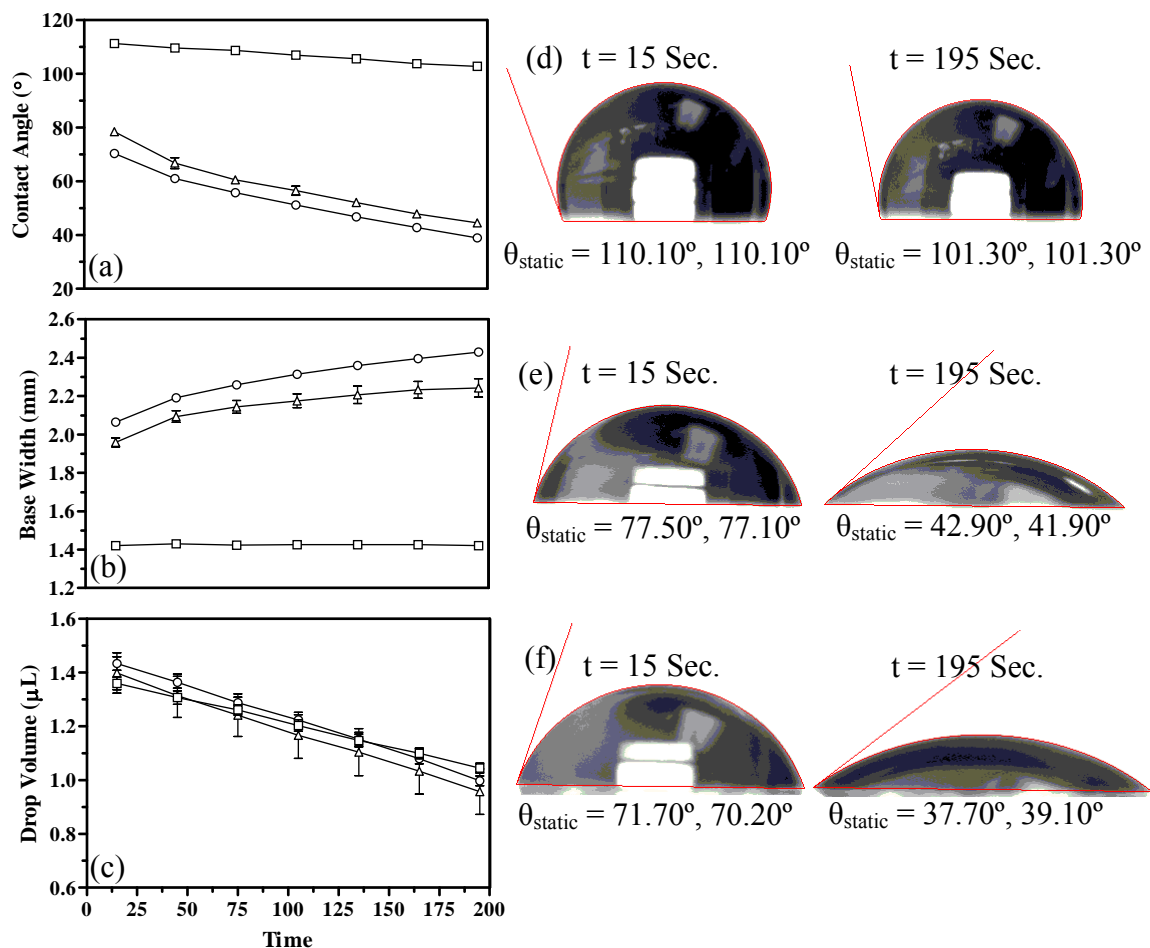 120
100
80
60
40
20
Contact Angle (°)
(a)
2.6
2.4
2.2
2.0
1.8
1.6
1.4
1.2
Base Width (mm)
(b)
1.6
1.4
1.2
1.0
0.8
0.6
Drop Volume (μL)
(c)
0 25 50 75 100 125 150 175 200
Time
(d)
t = 15 Sec. t = 195 Sec.
θstatic = 110.10º, 110.10º θstatic = 101.30º, 101.30º
(e)
t = 15 Sec. t = 195 Sec.
θstatic = 77.50º, 77.10º θstatic = 42.90º, 41.90º
(f)
t = 15 Sec. t = 195 Sec.
θstatic = 71.70º, 70.20º θstatic = 37.70º, 39.10º